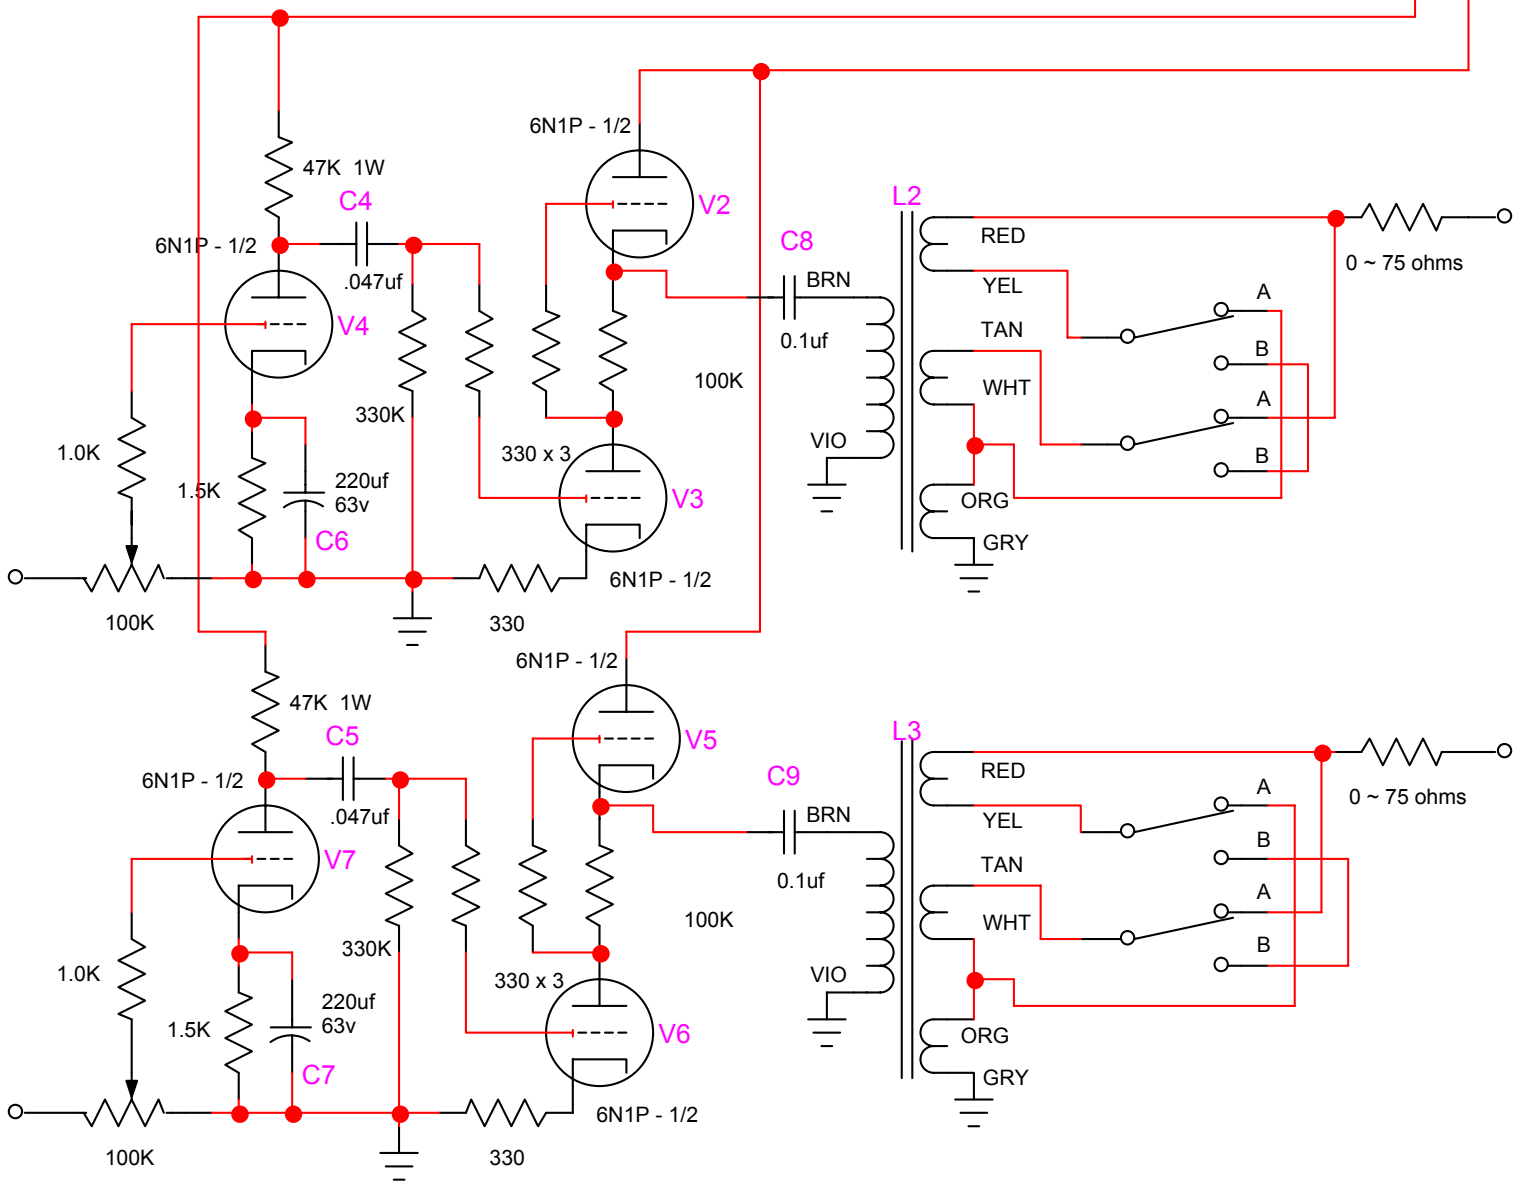 6N1P - 1/2
47K 1W
C4
V2
L2
C8
RED
6N1P - 1/2
.047uf
BRN
YEL
0 ~ 75 ohms
A
V4
0.1uf
TAN
B
100K
WHT
A
330K
VIO
B
1.0K
330 x 3
1.5K
220uf
63v
V3
ORG
C6
GRY
6N1P - 1/2
100K
330
6N1P - 1/2
47K 1W
C5
V5
L3
C9
RED
6N1P - 1/2
.047uf
BRN
YEL
0 ~ 75 ohms
A
V7
0.1uf
TAN
B
100K
WHT
A
330K
VIO
B
1.0K
330 x 3
1.5K
220uf
63v
V6
ORG
C7
GRY
6N1P - 1/2
100K
330